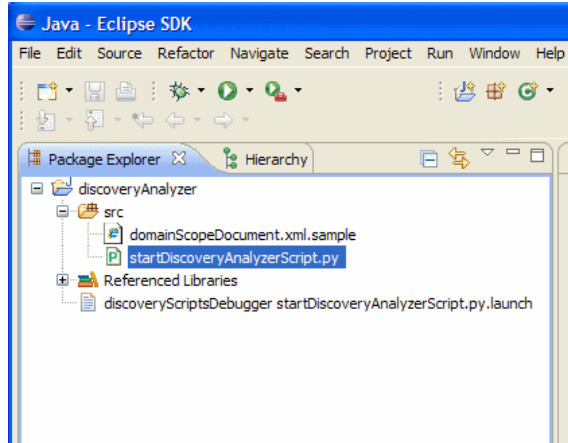 Java - Eclipse SDK
File Edit Source Refactor Navigate Search Project Run Window Help
Package Explorer Hierarchy
discoveryAnalyzer
src
domainScopeDocument.xml.sample
startDiscoveryAnalyzerScript.py
Referenced Libraries
discoveryScriptsDebugger startDiscoveryAnalyzerScript.py.launch